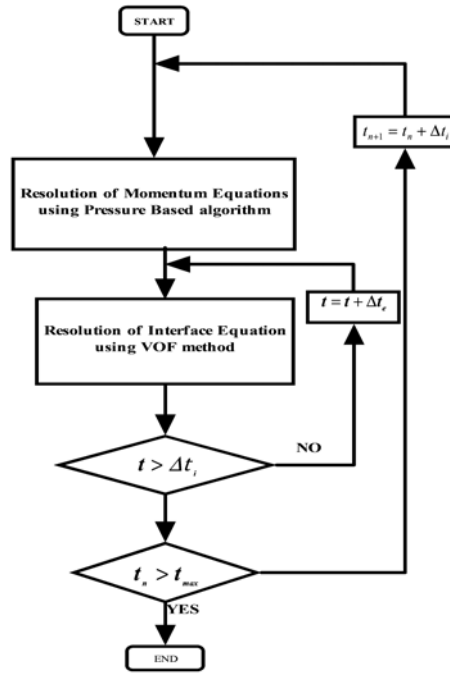 START
t_{n+1} = t_n + Δt_i
Resolution of Momentum Equations
using Pressure Based algorithm
t = t + Δt_e
Resolution of Interface Equation
using VOF method
NO
t > Δt_i
t_n > t_max
YES
END